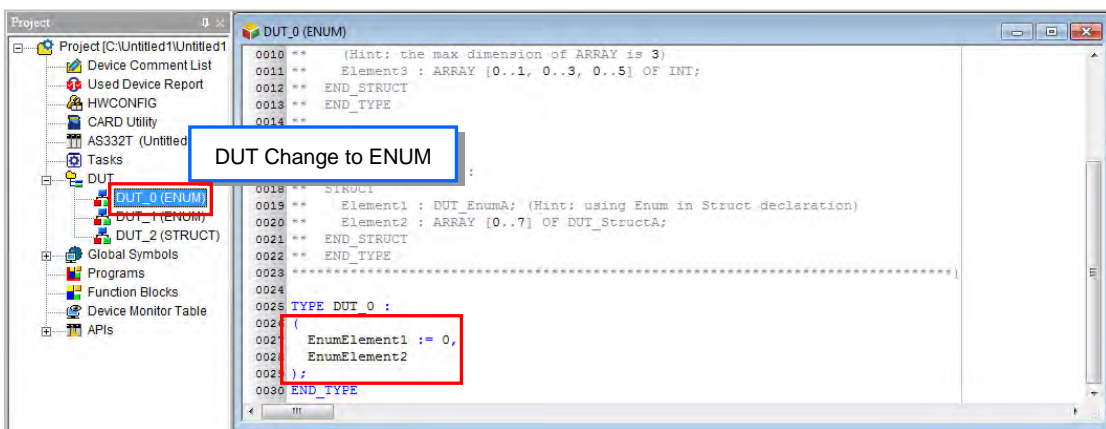 Project
Project [C:\Untitled1\Untitled1
Device Comment List
Used Device Report
HWCONFIG
CARD Utility
AS332T (Untitled
Tasks
DUT
DUT_0 (ENUM)
DUT_1 (ENUM)
DUT_2 (STRUCT)
Global Symbols
Programs
Function Blocks
Device Monitor Table
APIs
DUT Change to ENUM
DUT_0 (ENUM)
0010 ** (Hint: the max dimension of ARRAY is 3)
0011 ** Element3 : ARRAY [0..1, 0..3, 0..5] OF INT;
0012 ** END_STRUCT
0013 ** END_TYPE
0014 **
:
0018 ** STRUCT
0019 ** Element1 : DUT_EnumA; (Hint: using Enum in Struct declaration)
0020 ** Element2 : ARRAY [0..7] OF DUT_StructA;
0021 ** END_STRUCT
0022 ** END_TYPE
0023 *******************************************************************************)
0024
0025 TYPE DUT_0 :
0026 (
0027 EnumElement1 := 0,
0028 EnumElement2
0029 );
0030 END_TYPE